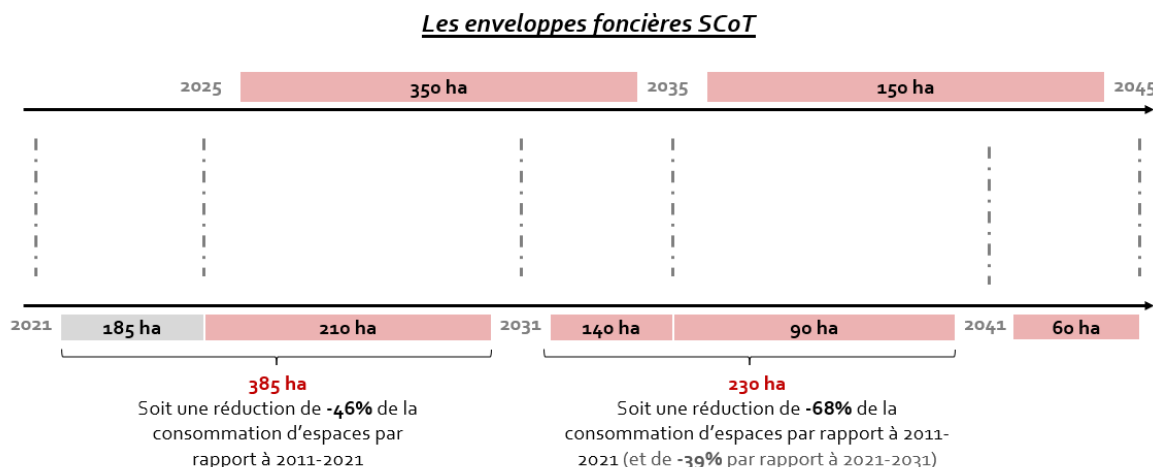 Les enveloppes foncières SCoT
2025 350 ha 2035 150 ha 2045
2021 185 ha 210 ha 2031 140 ha 90 ha 2041 60 ha
385 ha
Soit une réduction de -46% de la
consommation d'espaces par
rapport à 2011-2021
230 ha
Soit une réduction de -68% de la
consommation d'espaces par rapport à 2011-
2021 (et de -39% par rapport à 2021-2031)